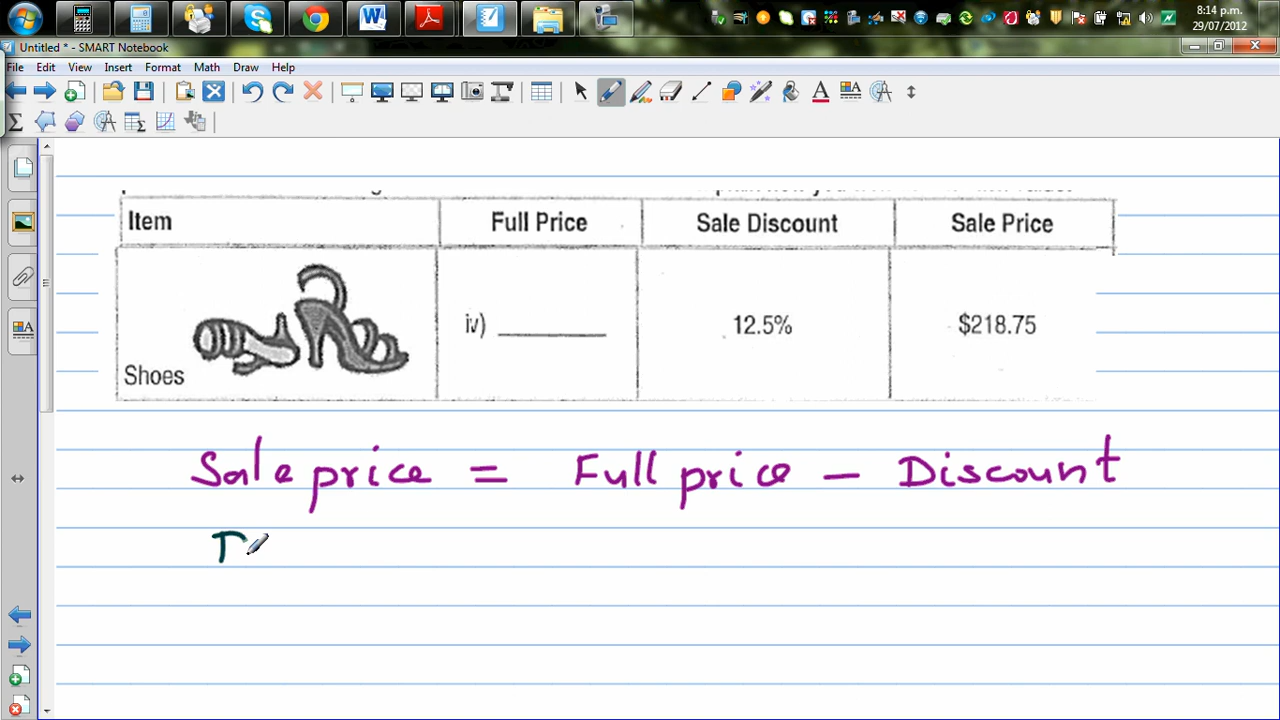 8:14 p.m.
29/07/2012
Untitled * - SMART Notebook
File Edit View Insert Format Math Draw Help
Item Full Price Sale Discount Sale Price
iv) 12.5% $218.75
Shoes
Sale price = Full price - Discount